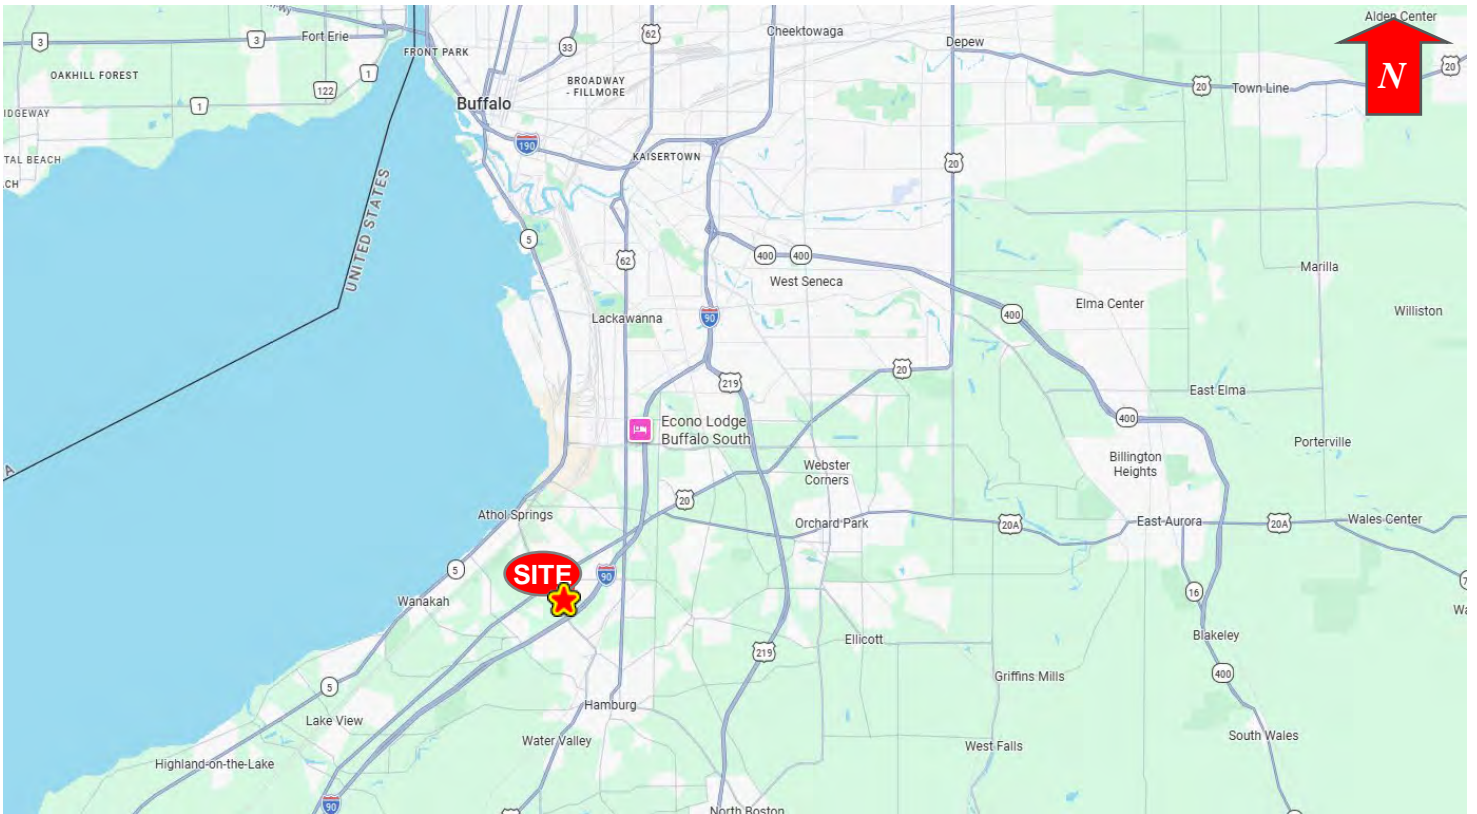 Alden Center
3
Fort Erie
3
33
62
Cheektowaga
Depew
FRONT PARK
N
20
OAKHILL FOREST
1
122
BROADWAY
- FILLMORE
20
Town Line
Buffalo
1
IDGEWAY
190
KAISERTOWN
TAL BEACH
20
CH
UNITED STATES
5
62
400
400
West Seneca
Marilla
Elma Center
Williston
Lackawanna
90
400
219
20
East Elma
Econo Lodge
Buffalo South
400
Porterville
Billington
Heights
Webster
Corners
A
20
Athol Springs
Orchard Park
20A
East Aurora
20A
Wales Center
5
SITE
90
Wanakah
16
7
Wa
Blakeley
Ellicott
219
400
Griffins Mills
5
Hamburg
Lake View
Water Valley
West Falls
South Wales
Highland-on-the-Lake
90
North Boston